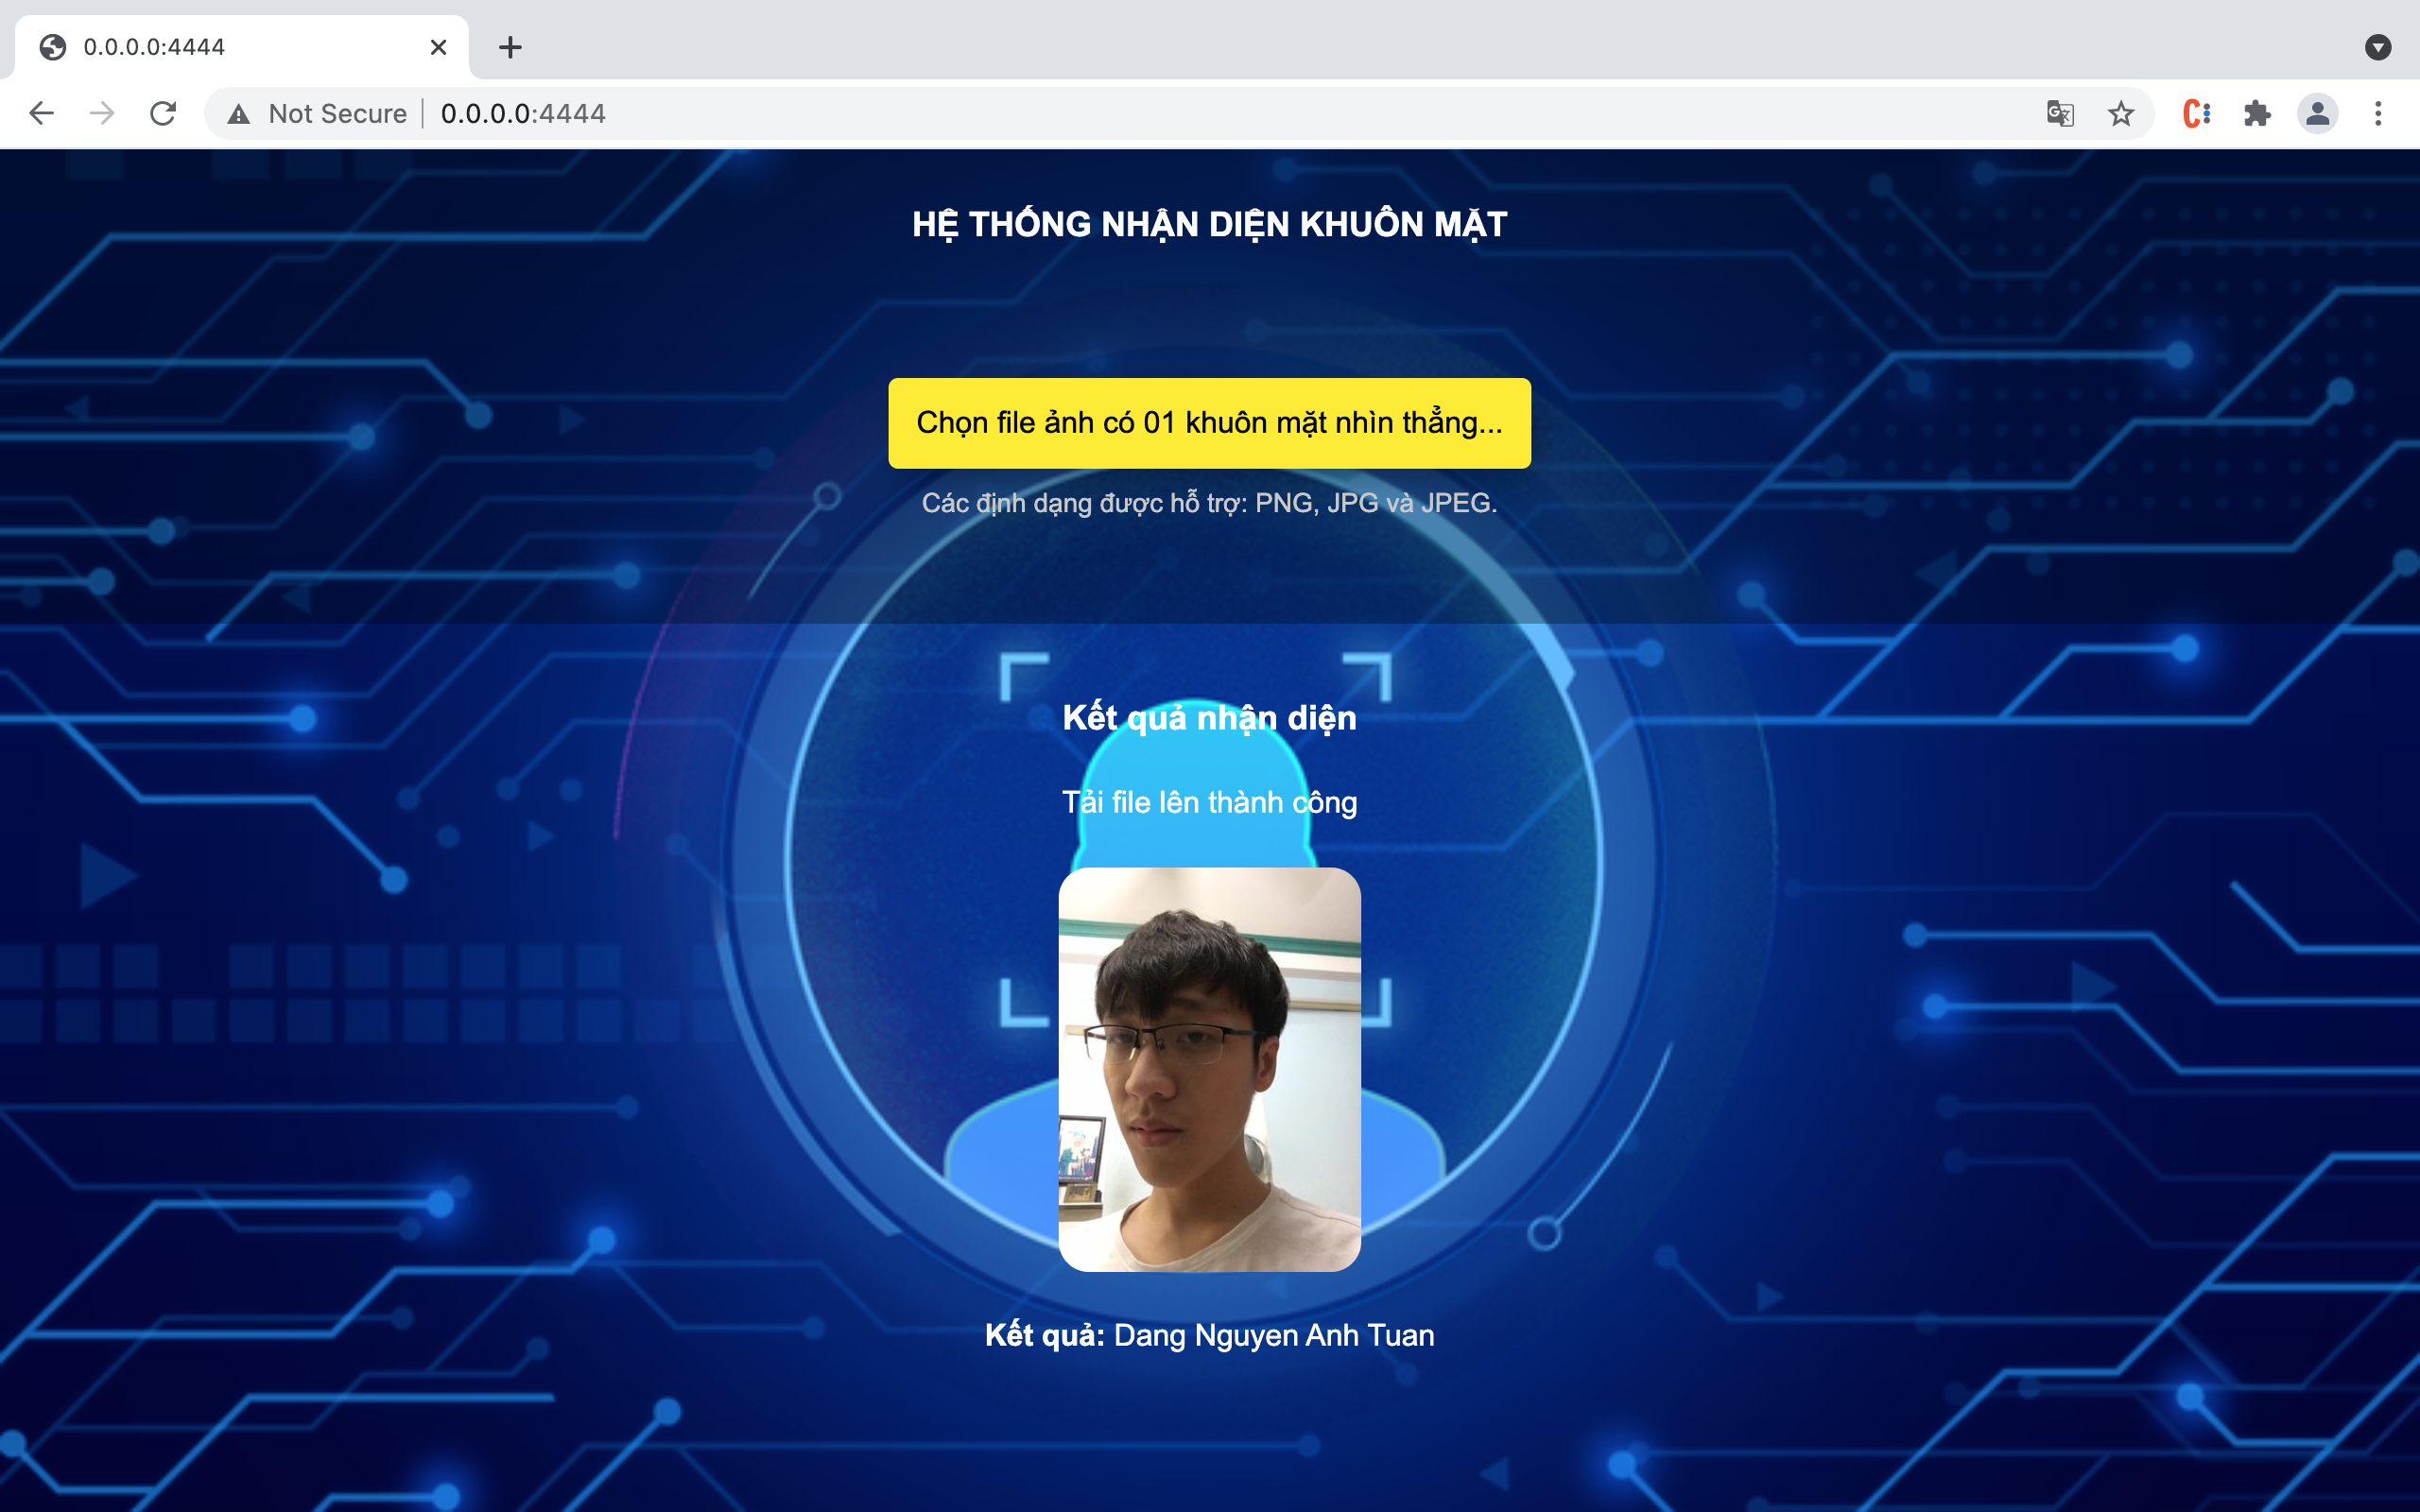 0.0.0.0:4444
Not Secure | 0.0.0.0:4444
HỆ THỐNG NHẬN DIỆN KHUÔN MẶT
Chọn file ảnh có 01 khuôn mặt nhìn thẳng...
Các định dạng được hỗ trợ: PNG, JPG và JPEG.
Kết quả nhận diện
Tải file lên thành công
Kết quả: Dang Nguyen Anh Tuan